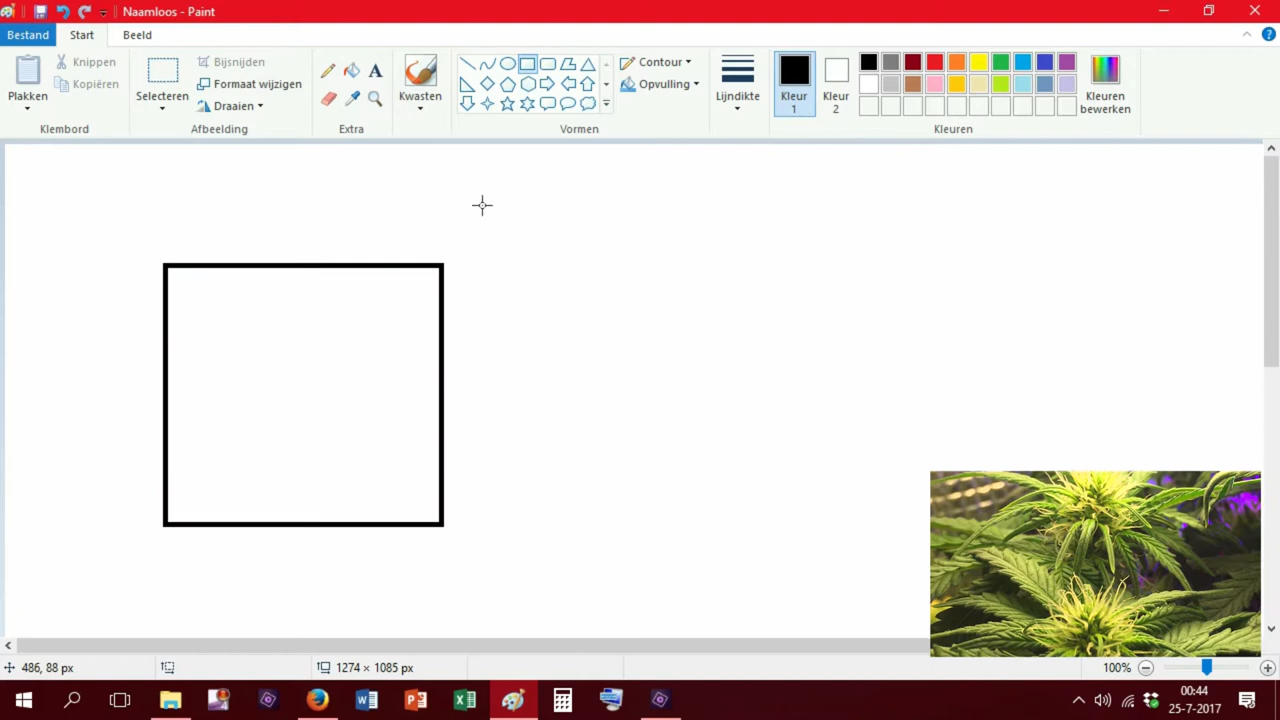 Naamloos - Paint
Bestand Start Beeld
Plakken
Knippen
Kopiëren
Klembord
Selecteren
Bijsnijden
Formaat wijzigen
Draaien
Afbeelding
A
Extra
Kwasten
Contour
Opvulling
Vormen
Lijndikte
Kleur 1
Kleur 2
Kleuren bewerken
Kleuren
486, 88 px
1274 × 1085 px
100%
00:44
25-7-2017